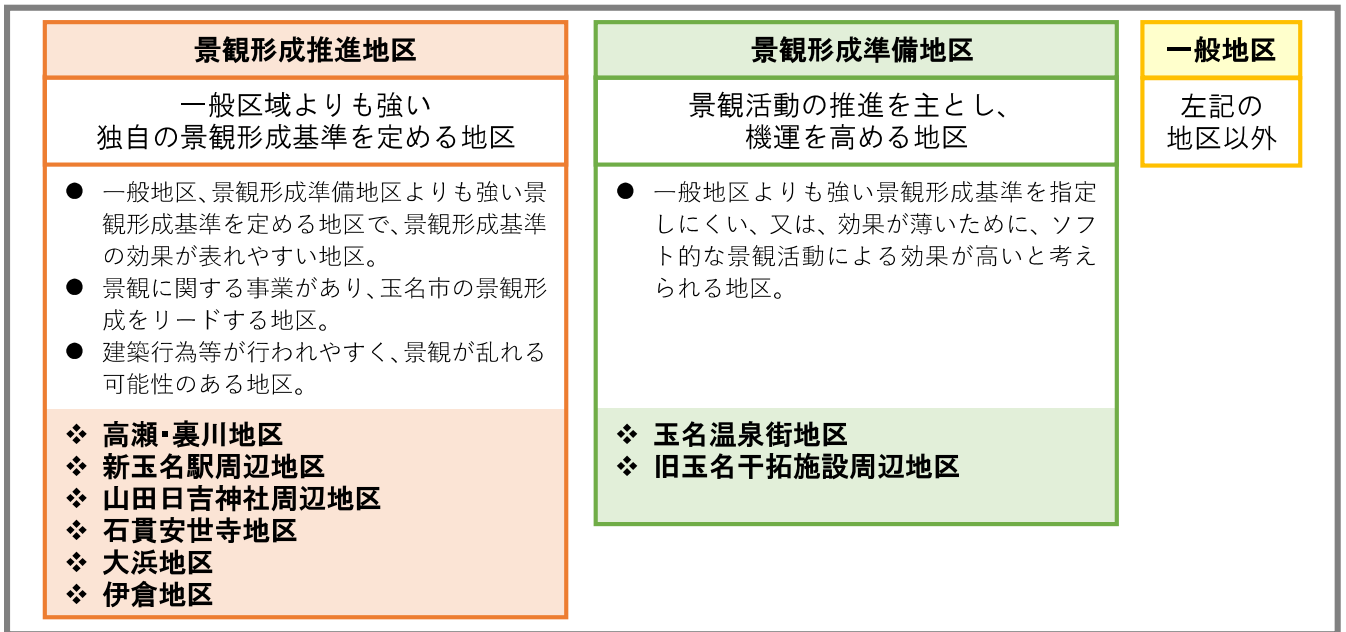 景観形成推進地区
一般区域よりも強い
独自の景観形成基準を定める地区
● 一般地区、景観形成準備地区よりも強い景
観形成基準を定める地区で、景観形成基準
の効果が表れやすい地区。
● 景観に関する事業があり、玉名市の景観形
成をリードする地区。
● 建築行為等が行われやすく、景観が乱れる
可能性のある地区。
❖ 高瀬・裏川地区
❖ 新玉名駅周辺地区
❖ 山田日吉神社周辺地区
❖ 石貫安世寺地区
❖ 大浜地区
❖ 伊倉地区
景観形成準備地区
景観活動の推進を主とし、
機運を高める地区
● 一般地区よりも強い景観形成基準を指定
しにくい、又は、効果が薄いために、ソフ
ト的な景観活動による効果が高いと考え
られる地区。
❖ 玉名温泉街地区
❖ 旧玉名干拓施設周辺地区
一般地区
左記の
地区以外